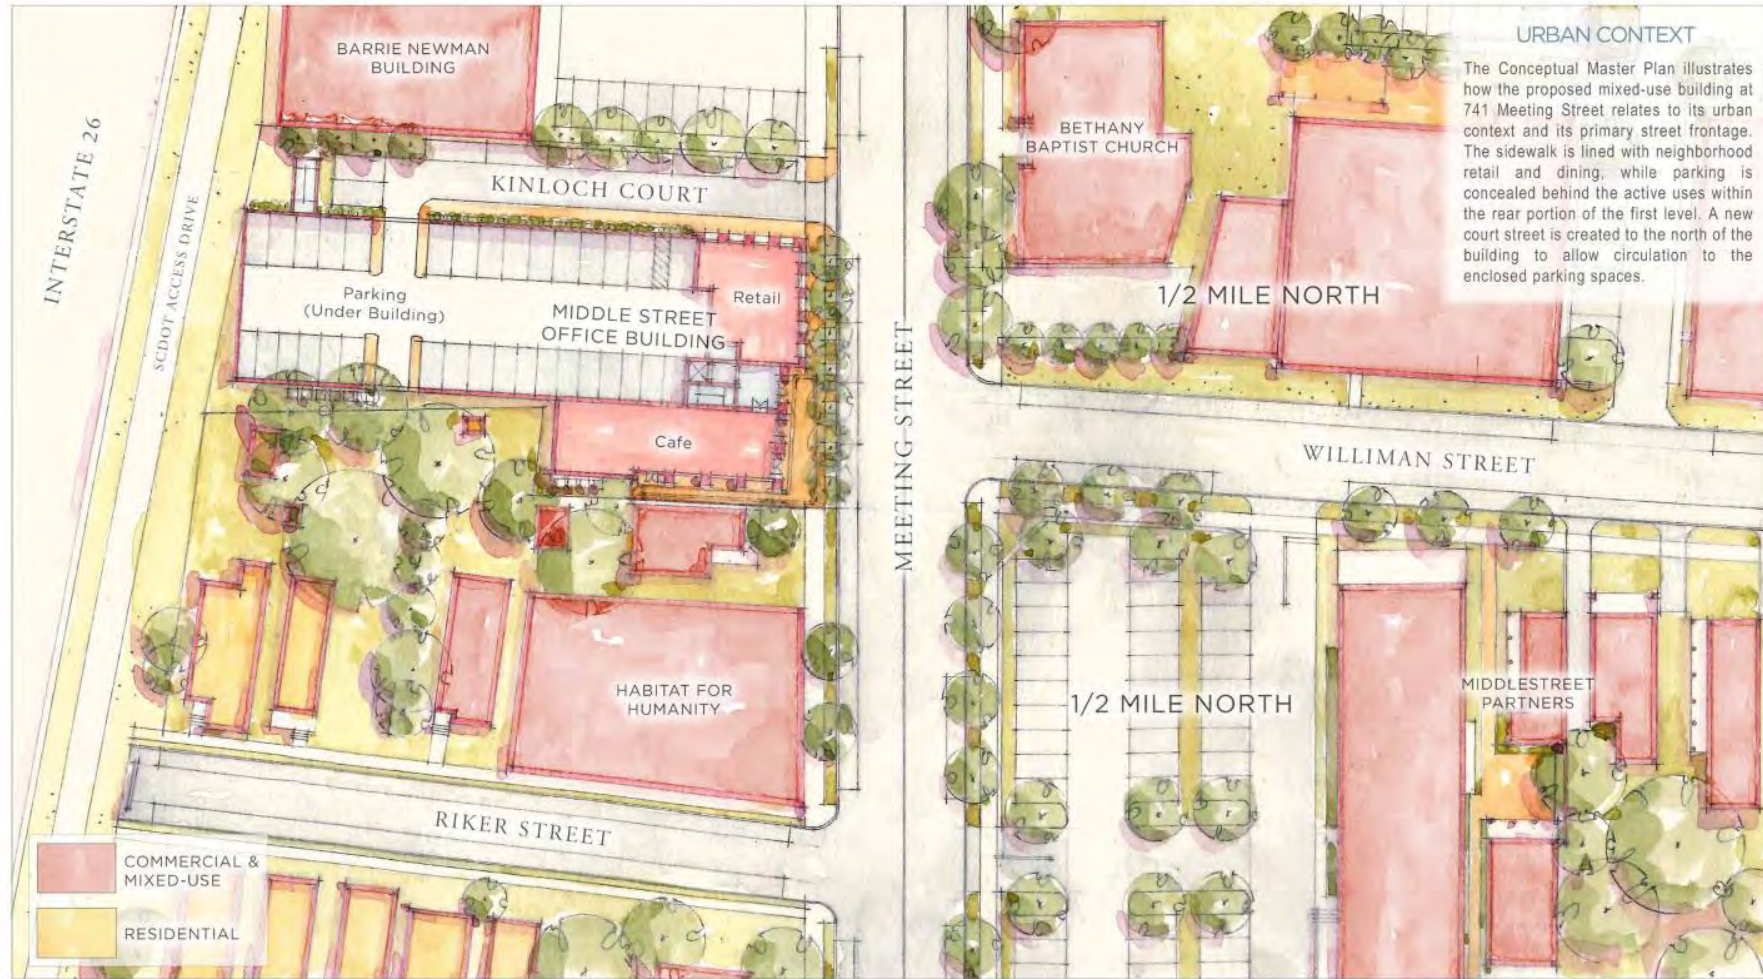 URBAN CONTEXT
The Conceptual Master Plan illustrates
how the proposed mixed-use building at
741 Meeting Street relates to its urban
context and its primary street frontage.
The sidewalk is lined with neighborhood
retail and dining, while parking is
concealed behind the active uses within
the rear portion of the first level. A new
court street is created to the north of the
building to allow circulation to the
enclosed parking spaces.
BARRIE NEWMAN
BUILDING
BETHANY
BAPTIST CHURCH
INTERSTATE 26
SCDOT ACCESS DRIVE
KINLOCH COURT
Parking
(Under Building)
MIDDLE STREET
OFFICE BUILDING
Retail
1/2 MILE NORTH
MEETING STREET
Cafe
WILLIMAN STREET
HABITAT FOR
HUMANITY
1/2 MILE NORTH
MIDDLESTREET
PARTNERS
RIKER STREET
COMMERCIAL &
MIXED-USE
RESIDENTIAL